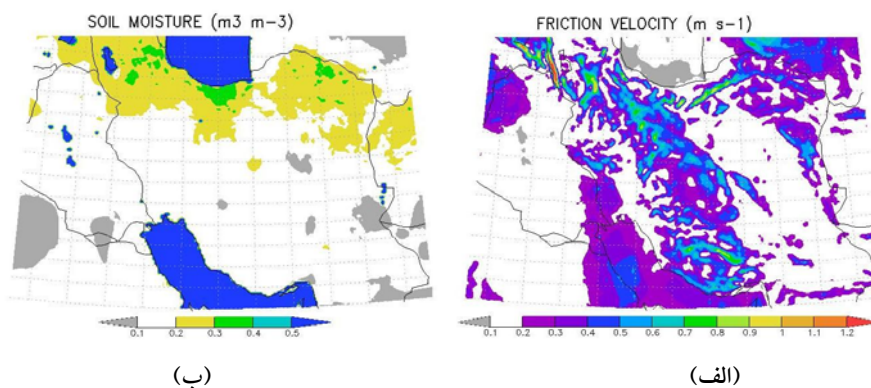 SOIL MOISTURE (m3 m-3)
FRICTION VELOCITY (m s-1)
0.1 0.2 0.3 0.4 0.5
0.1 0.2 0.3 0.4 0.5 0.6 0.7 0.8 0.9 1 1.1 1.2
(ب)
(الف)